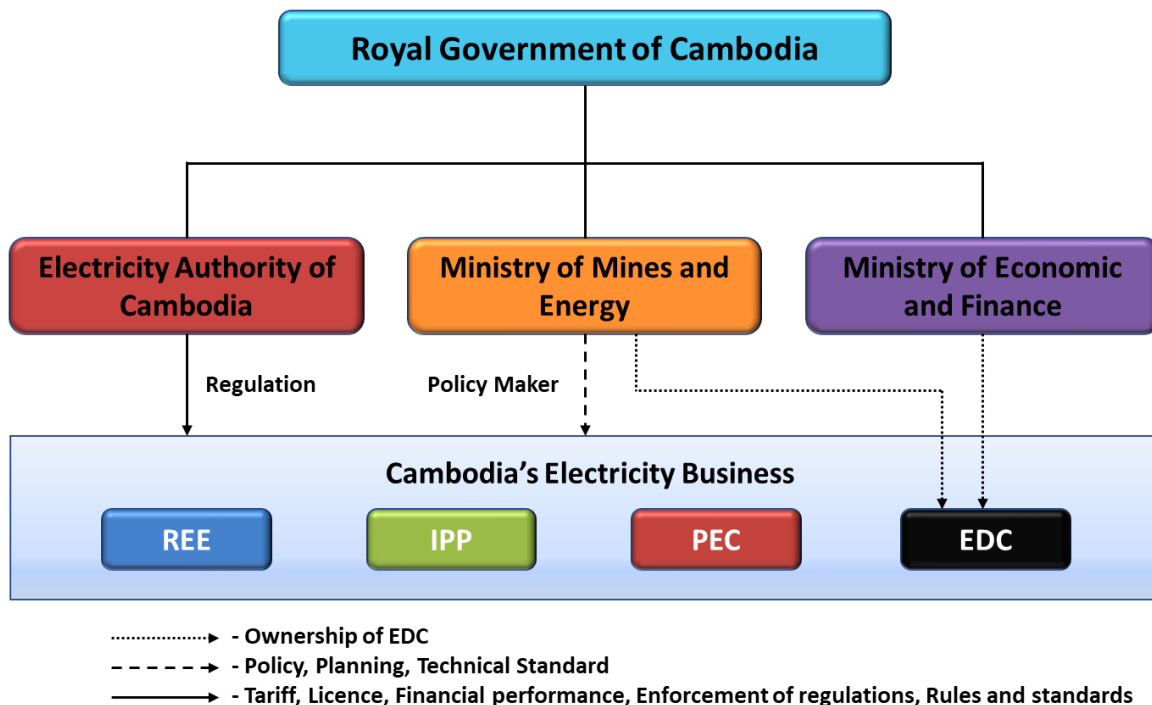 Royal Government of Cambodia
Electricity Authority of
Cambodia
Ministry of Mines and
Energy
Ministry of Economic
and Finance
Regulation
Policy Maker
Cambodia’s Electricity Business
REE
IPP
PEC
EDC
- Ownership of EDC
- Policy, Planning, Technical Standard
- Tariff, Licence, Financial performance, Enforcement of regulations, Rules and standards